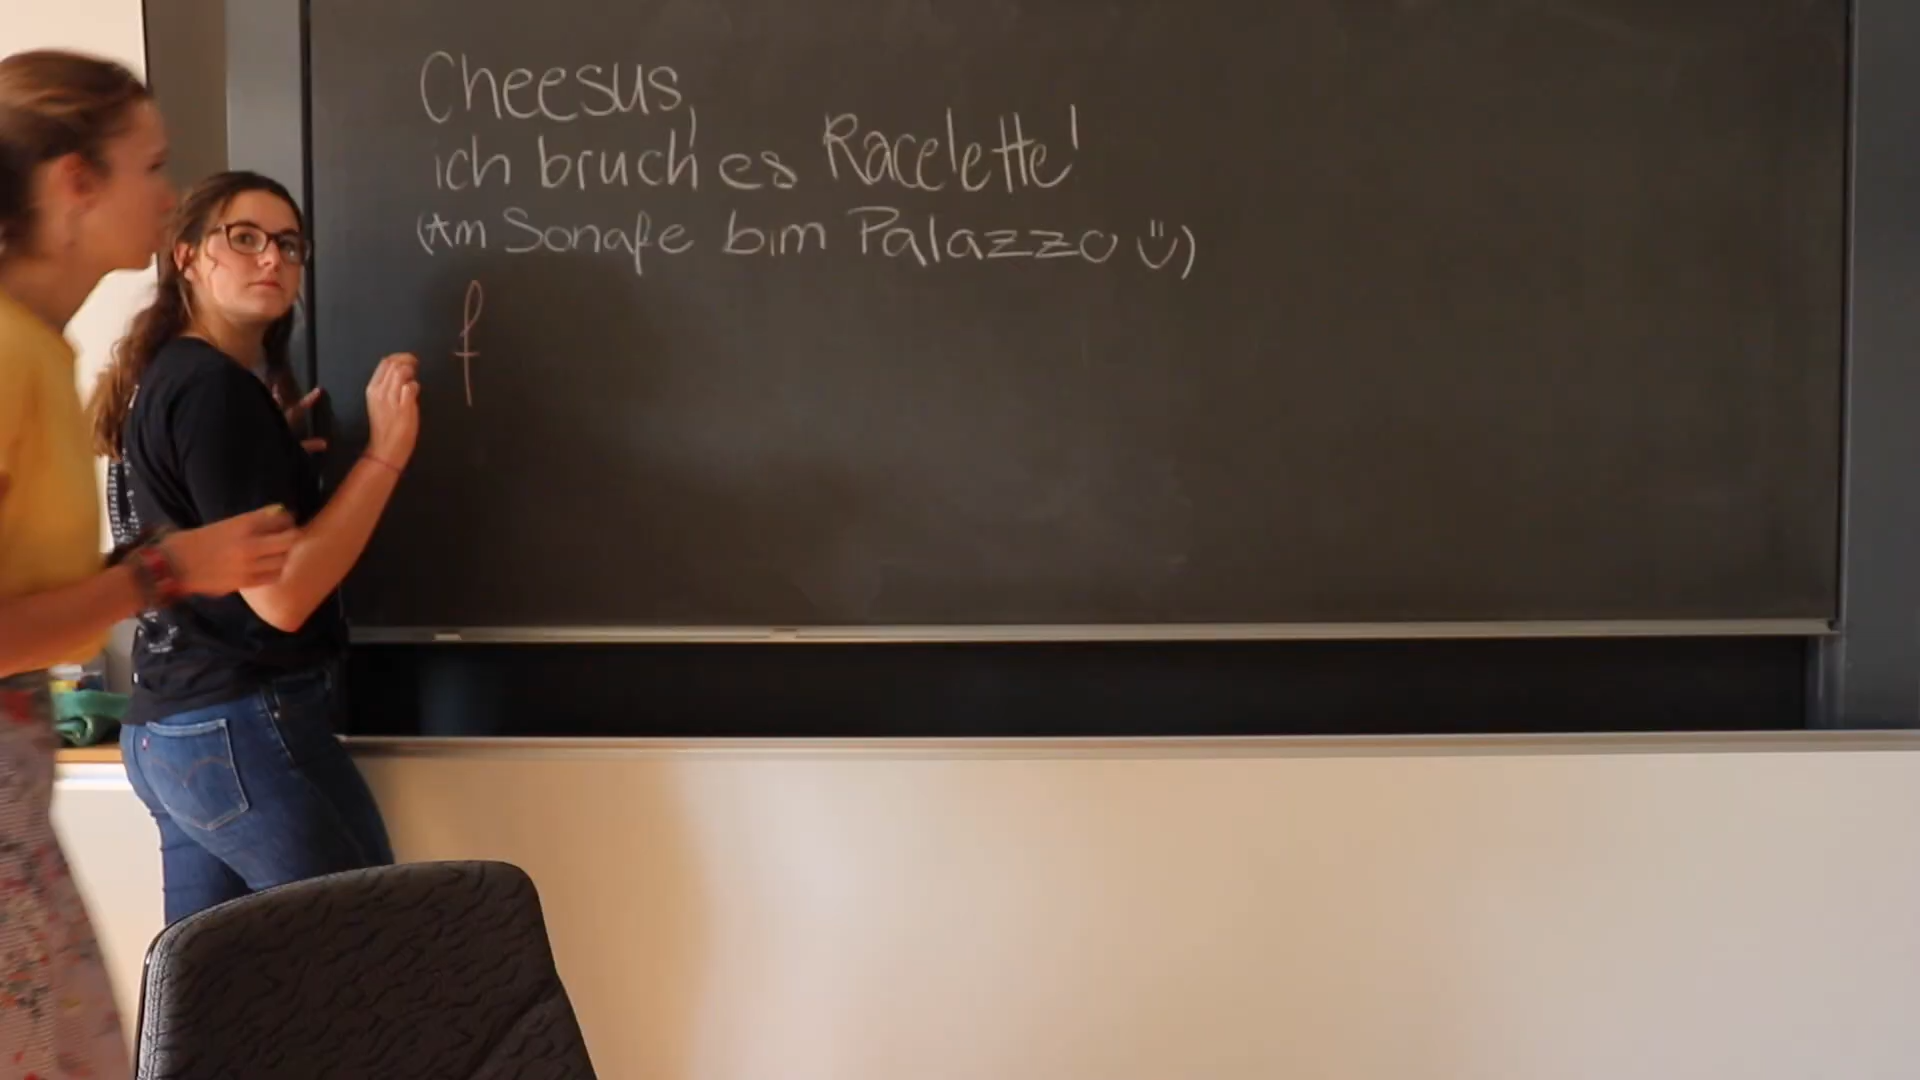 Cheesus,
ich bruch es Racelette!
(Am Sonafe bim Palazzo ü)
f